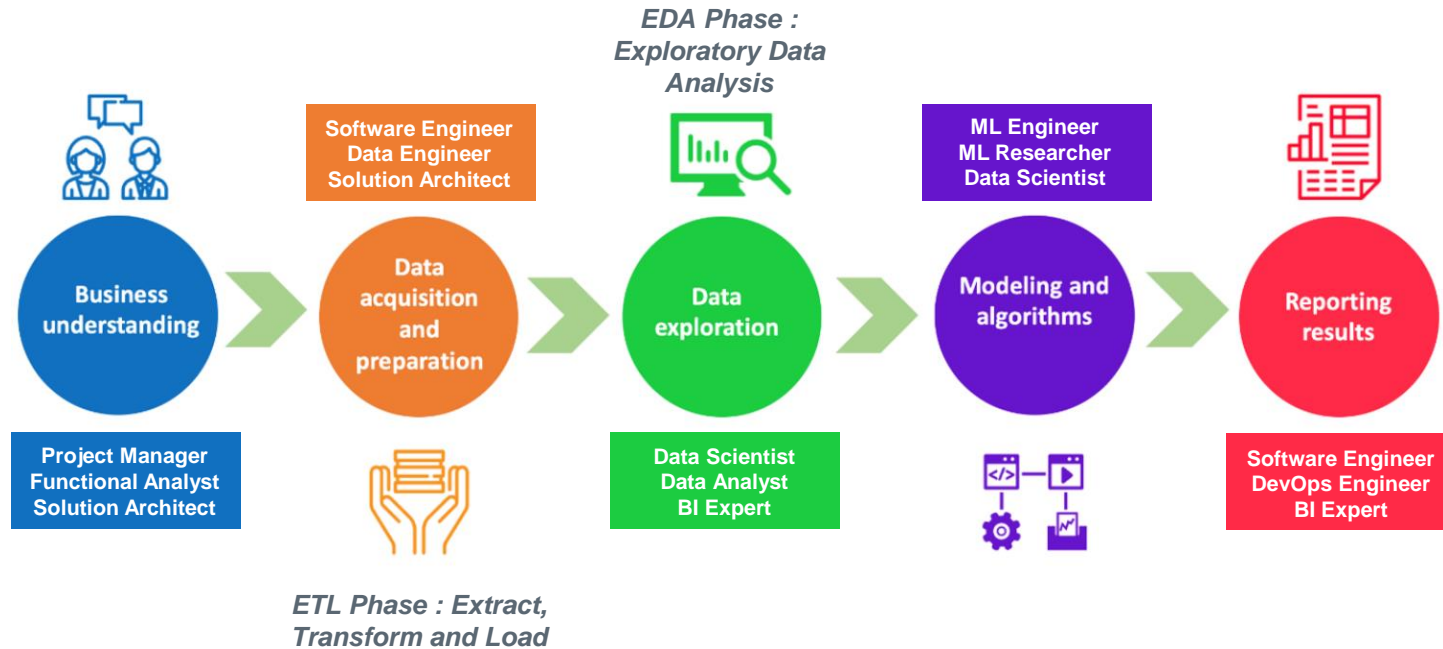 EDA Phase :
Exploratory Data
Analysis
Software Engineer
Data Engineer
Solution Architect
ML Engineer
ML Researcher
Data Scientist
Business
understanding
Data
acquisition
and
preparation
Data
exploration
Modeling and
algorithms
Reporting
results
Project Manager
Functional Analyst
Solution Architect
Data Scientist
Data Analyst
BI Expert
</>
Software Engineer
DevOps Engineer
BI Expert
ETL Phase : Extract,
Transform and Load